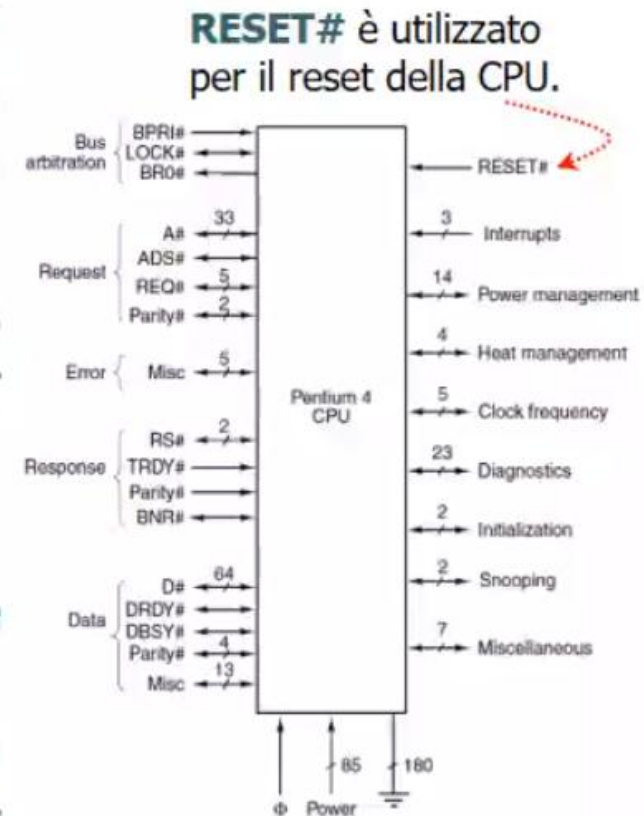 RESET# è utilizzato
per il reset della CPU.
Bus
arbitration
BPRI#
LOCK#
BR0#
Request
A#
33
ADS#
REQ#
5
Parity#
2
Error
Misc
5
Response
RS#
2
TRDY#
Parity#
BNR#
Data
D#
64
DRDY#
DBSY#
Parity#
4
Misc
13
Pentium 4
CPU
RESET#
3
Interrupts
14
Power management
4
Heat management
5
Clock frequency
23
Diagnostics
2
Initialization
2
Snooping
7
Miscellaneous
85
180
Φ
Power